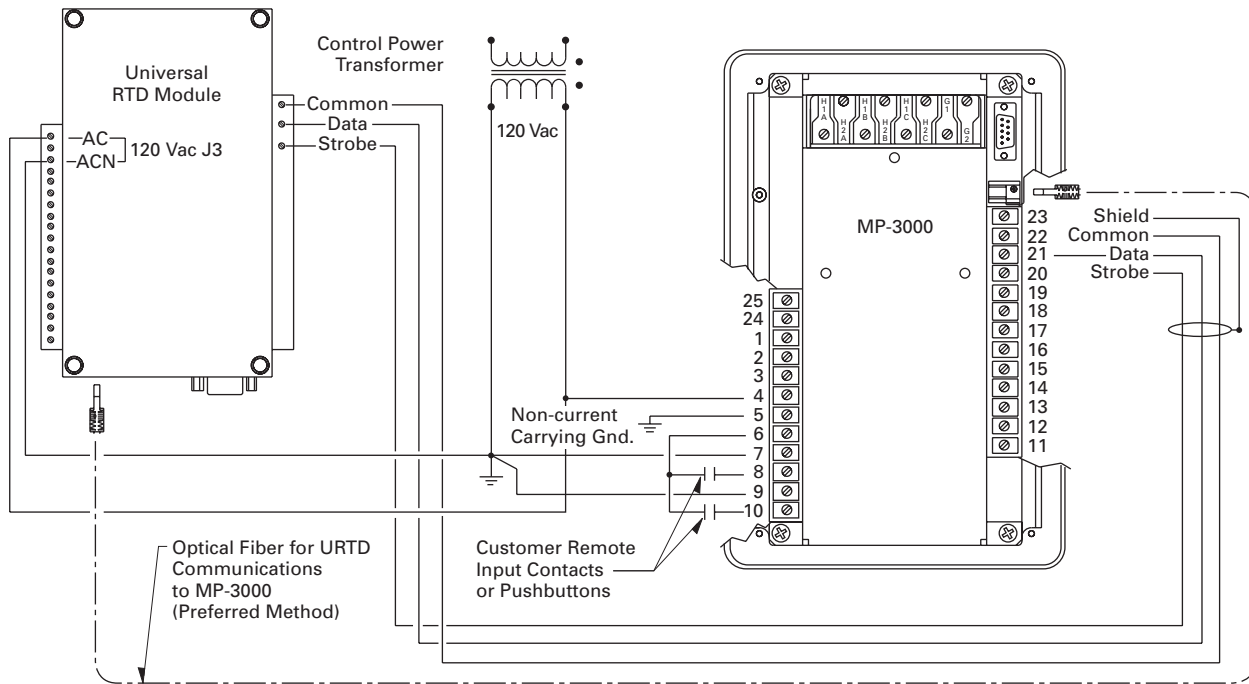 Universal
RTD Module
AC
ACN
120 Vac J3
Common
Data
Strobe
Control Power
Transformer
120 Vac
H1A
H2A
H1B
H2B
H1C
H2C
G1
G2
MP-3000
25
24
1
2
3
4
5
6
7
8
9
10
23
22
21
20
19
18
17
16
15
14
13
12
11
Shield
Common
Data
Strobe
Non-current
Carrying Gnd.
Customer Remote
Input Contacts
or Pushbuttons
Optical Fiber for URTD
Communications
to MP-3000
(Preferred Method)